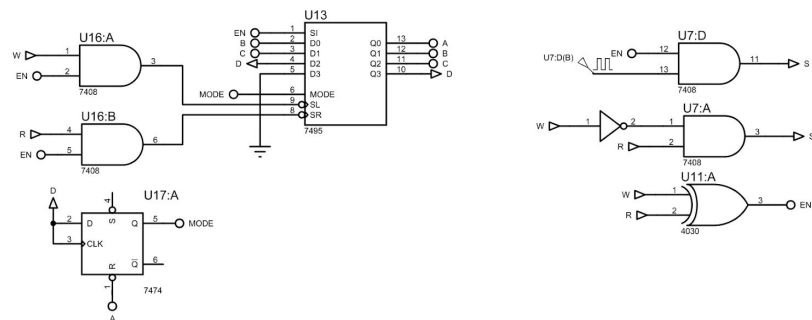 U16:A
W
1
EN
2
3
7408
U16:B
R
4
EN
5
6
7408
U13
EN 1 SI
B 2 D0
C 3 D1
D 4 D2
5 D3
MODE 6 MODE
9 SL
8 SR
Q0 13 A
Q1 12 B
Q2 11 C
Q3 10 D
7495
U17:A
D
4
S
2 D
Q 5 MODE
3 CLK
Q 6
R
1
7474
A
U7:D
EN 12
U7:D(B)
13
11 S
7408
U7:A
W 1 2 1
R 2
3 S
7408
U11:A
W 1
R 2
3 EN
4030